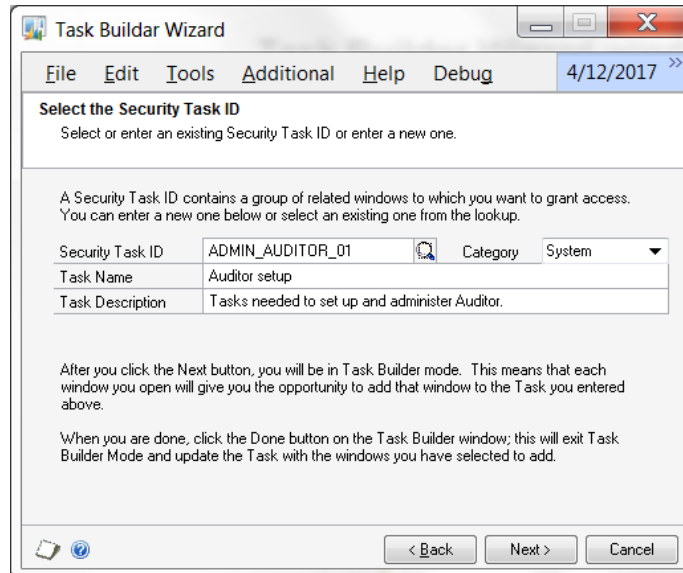 Task Buildar Wizard
File Edit Tools Additional Help Debug 4/12/2017 »
Select the Security Task ID
Select or enter an existing Security Task ID or enter a new one.
A Security Task ID contains a group of related windows to which you want to grant access.
You can enter a new one below or select an existing one from the lookup.
Security Task ID ADMIN_AUDITOR_01 Category System
Task Name Auditor setup
Task Description Tasks needed to set up and administer Auditor.
After you click the Next button, you will be in Task Builder mode. This means that each
window you open will give you the opportunity to add that window to the Task you entered
above.
When you are done, click the Done button on the Task Builder window; this will exit Task
Builder Mode and update the Task with the windows you have selected to add.
< Back Next > Cancel